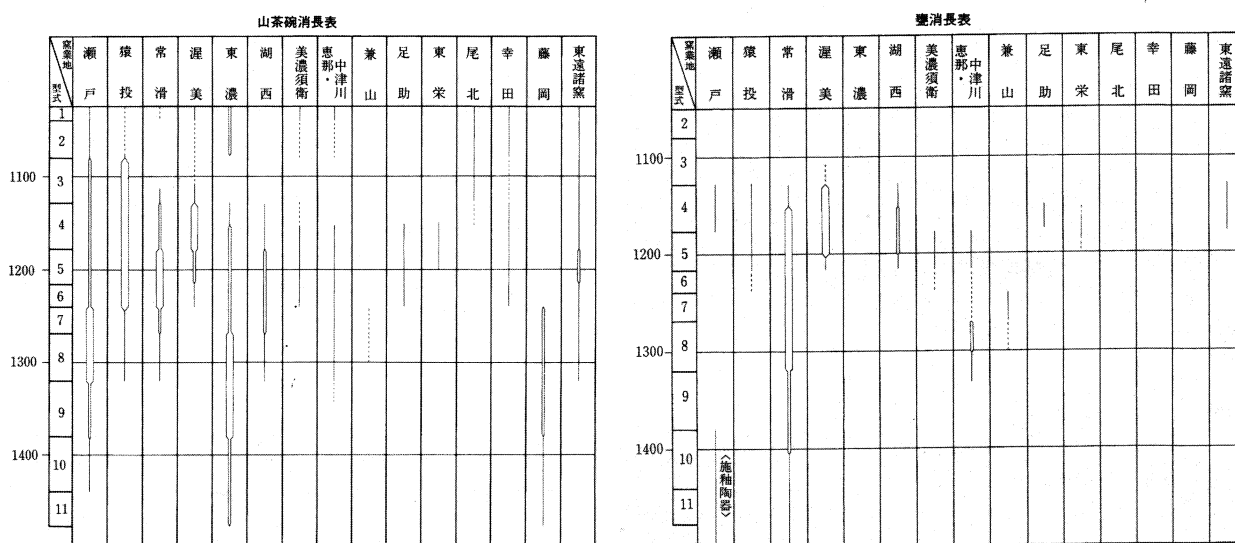 山茶碗消長表
窯業地
型式
瀬戸
猿投
常滑
渥美
東濃
湖西
美濃須衛
恵那・中津川
兼山
足助
東栄
尾北
幸田
藤岡
東遠諸窯
1
2
3
4
5
6
7
8
9
10
11
1100
1200
1300
1400
甕消長表
窯業地
型式
瀬戸
猿投
常滑
渥美
東濃
湖西
美濃須衛
恵那・中津川
兼山
足助
東栄
尾北
幸田
藤岡
東遠諸窯
2
3
4
5
6
7
8
9
10
11
1100
1200
1300
1400
〈施釉陶器〉